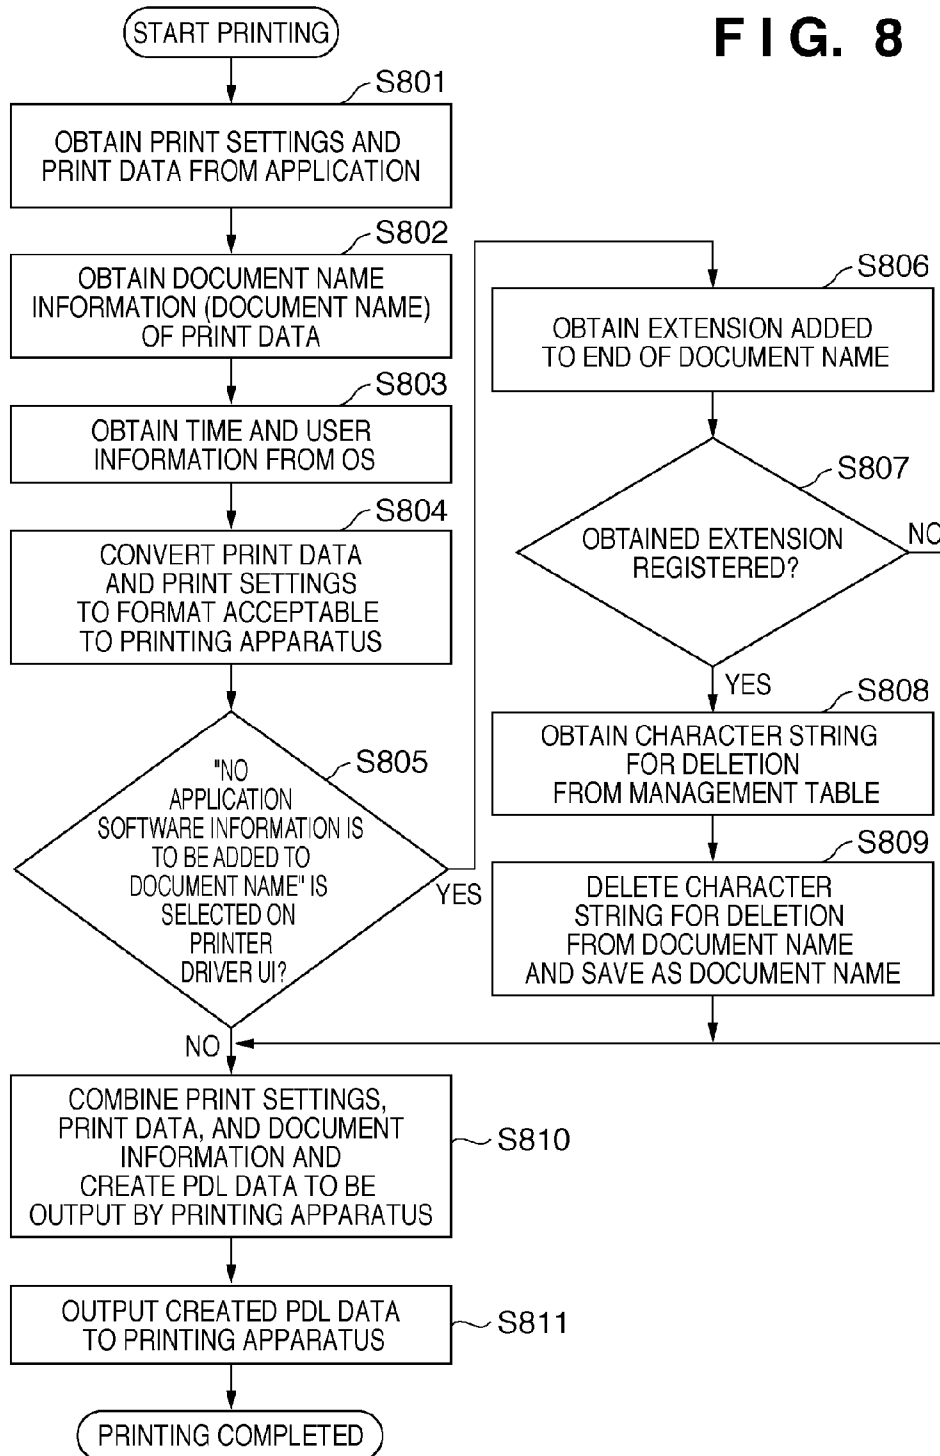 FIG. 8
START PRINTING
S801
OBTAIN PRINT SETTINGS AND
PRINT DATA FROM APPLICATION
S802
OBTAIN DOCUMENT NAME
INFORMATION (DOCUMENT NAME)
OF PRINT DATA
S803
OBTAIN TIME AND USER
INFORMATION FROM OS
S804
CONVERT PRINT DATA
AND PRINT SETTINGS
TO FORMAT ACCEPTABLE
TO PRINTING APPARATUS
S805
"NO
APPLICATION
SOFTWARE INFORMATION IS
TO BE ADDED TO
DOCUMENT NAME" IS
SELECTED ON
PRINTER
DRIVER UI?
YES
NO
S806
OBTAIN EXTENSION ADDED
TO END OF DOCUMENT NAME
S807
OBTAINED EXTENSION
REGISTERED?
NO
YES
S808
OBTAIN CHARACTER STRING
FOR DELETION
FROM MANAGEMENT TABLE
S809
DELETE CHARACTER
STRING FOR DELETION
FROM DOCUMENT NAME
AND SAVE AS DOCUMENT NAME
COMBINE PRINT SETTINGS,
PRINT DATA, AND DOCUMENT
INFORMATION AND
CREATE PDL DATA TO BE
OUTPUT BY PRINTING APPARATUS
S810
OUTPUT CREATED PDL DATA
TO PRINTING APPARATUS
S811
PRINTING COMPLETED